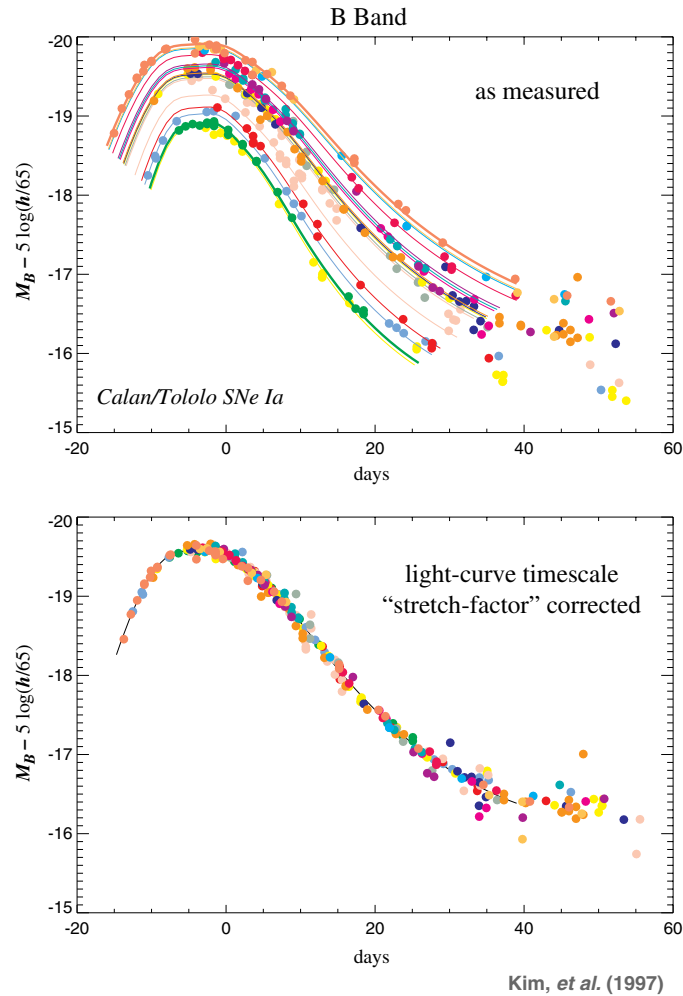 B Band
-20
-19
-18
-17
-16
-15
M_B – 5 log(h/65)
as measured
Calan/Tololo SNe Ia
-20 0 20 40 60
days
-20
-19
-18
-17
-16
-15
M_B – 5 log(h/65)
light-curve timescale
“stretch-factor” corrected
-20 0 20 40 60
days
Kim, et al. (1997)